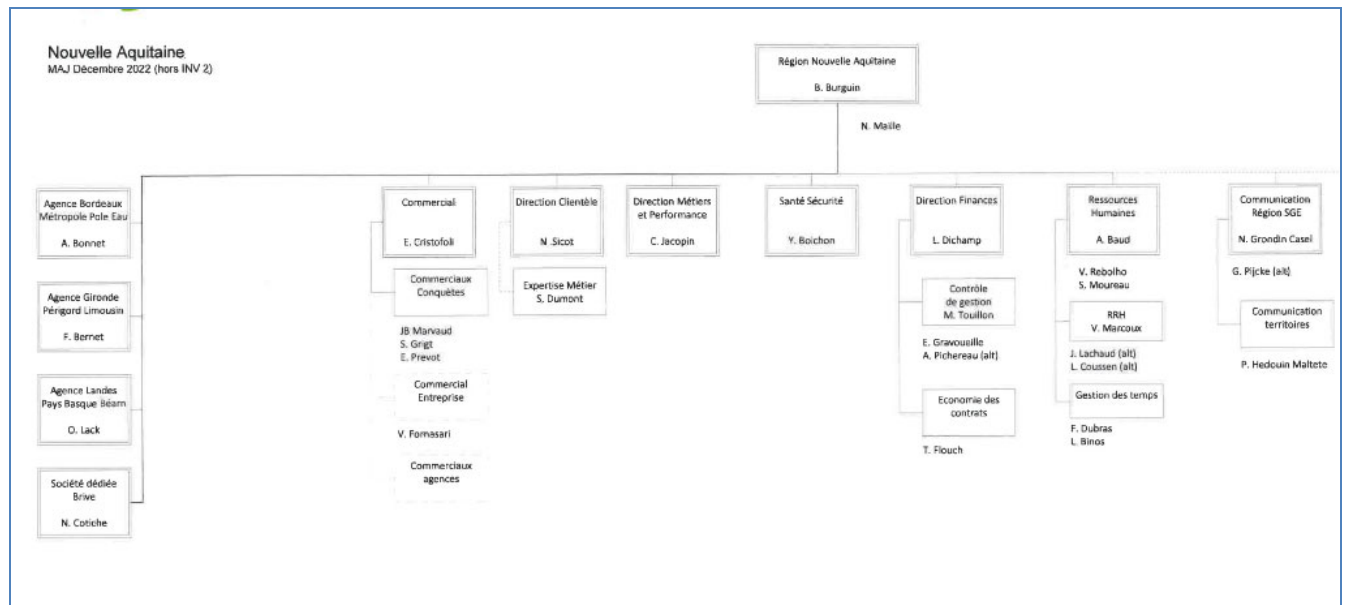 Nouvelle Aquitaine
MAJ Décembre 2022 (hors INV 2)
Région Nouvelle Aquitaine
B. Burguin
N. Maille
Agence Bordeaux
Métropole Pole Eau
A. Bonnet
Agence Gironde
Périgord Limousin
F. Bernet
Agence Landes
Pays Basque Béarn
O. Lack
Société dédiée
Brive
N. Cotiche
Commercial
E. Cristofoli
Commerciaux
Conquètes
JB Marvaud
S. Grigt
E. Prevot
Commercial
Entreprise
V. Fornasari
Commerciaux
agences
Direction Clientèle
N .Sicot
Expertise Métier
S. Dumont
Direction Métiers
et Performance
C. Jacopin
Santé Sécurité
Y. Boichon
Direction Finances
L. Dichamp
Contrôle
de gestion
M. Touillon
E. Gravoueille
A. Pichereau (alt)
Economie des
contrats
T. Flouch
Ressources
Humaines
A. Baud
V. Rebolho
S. Moureau
RRH
V. Marcoux
J. Lachaud (alt)
L. Coussen (alt)
Gestion des temps
F. Dubras
L. Binos
Communication
Région SGE
N. Grondin Casel
G. Pijcke (alt)
Communication
territoires
P. Hedouin Maltete